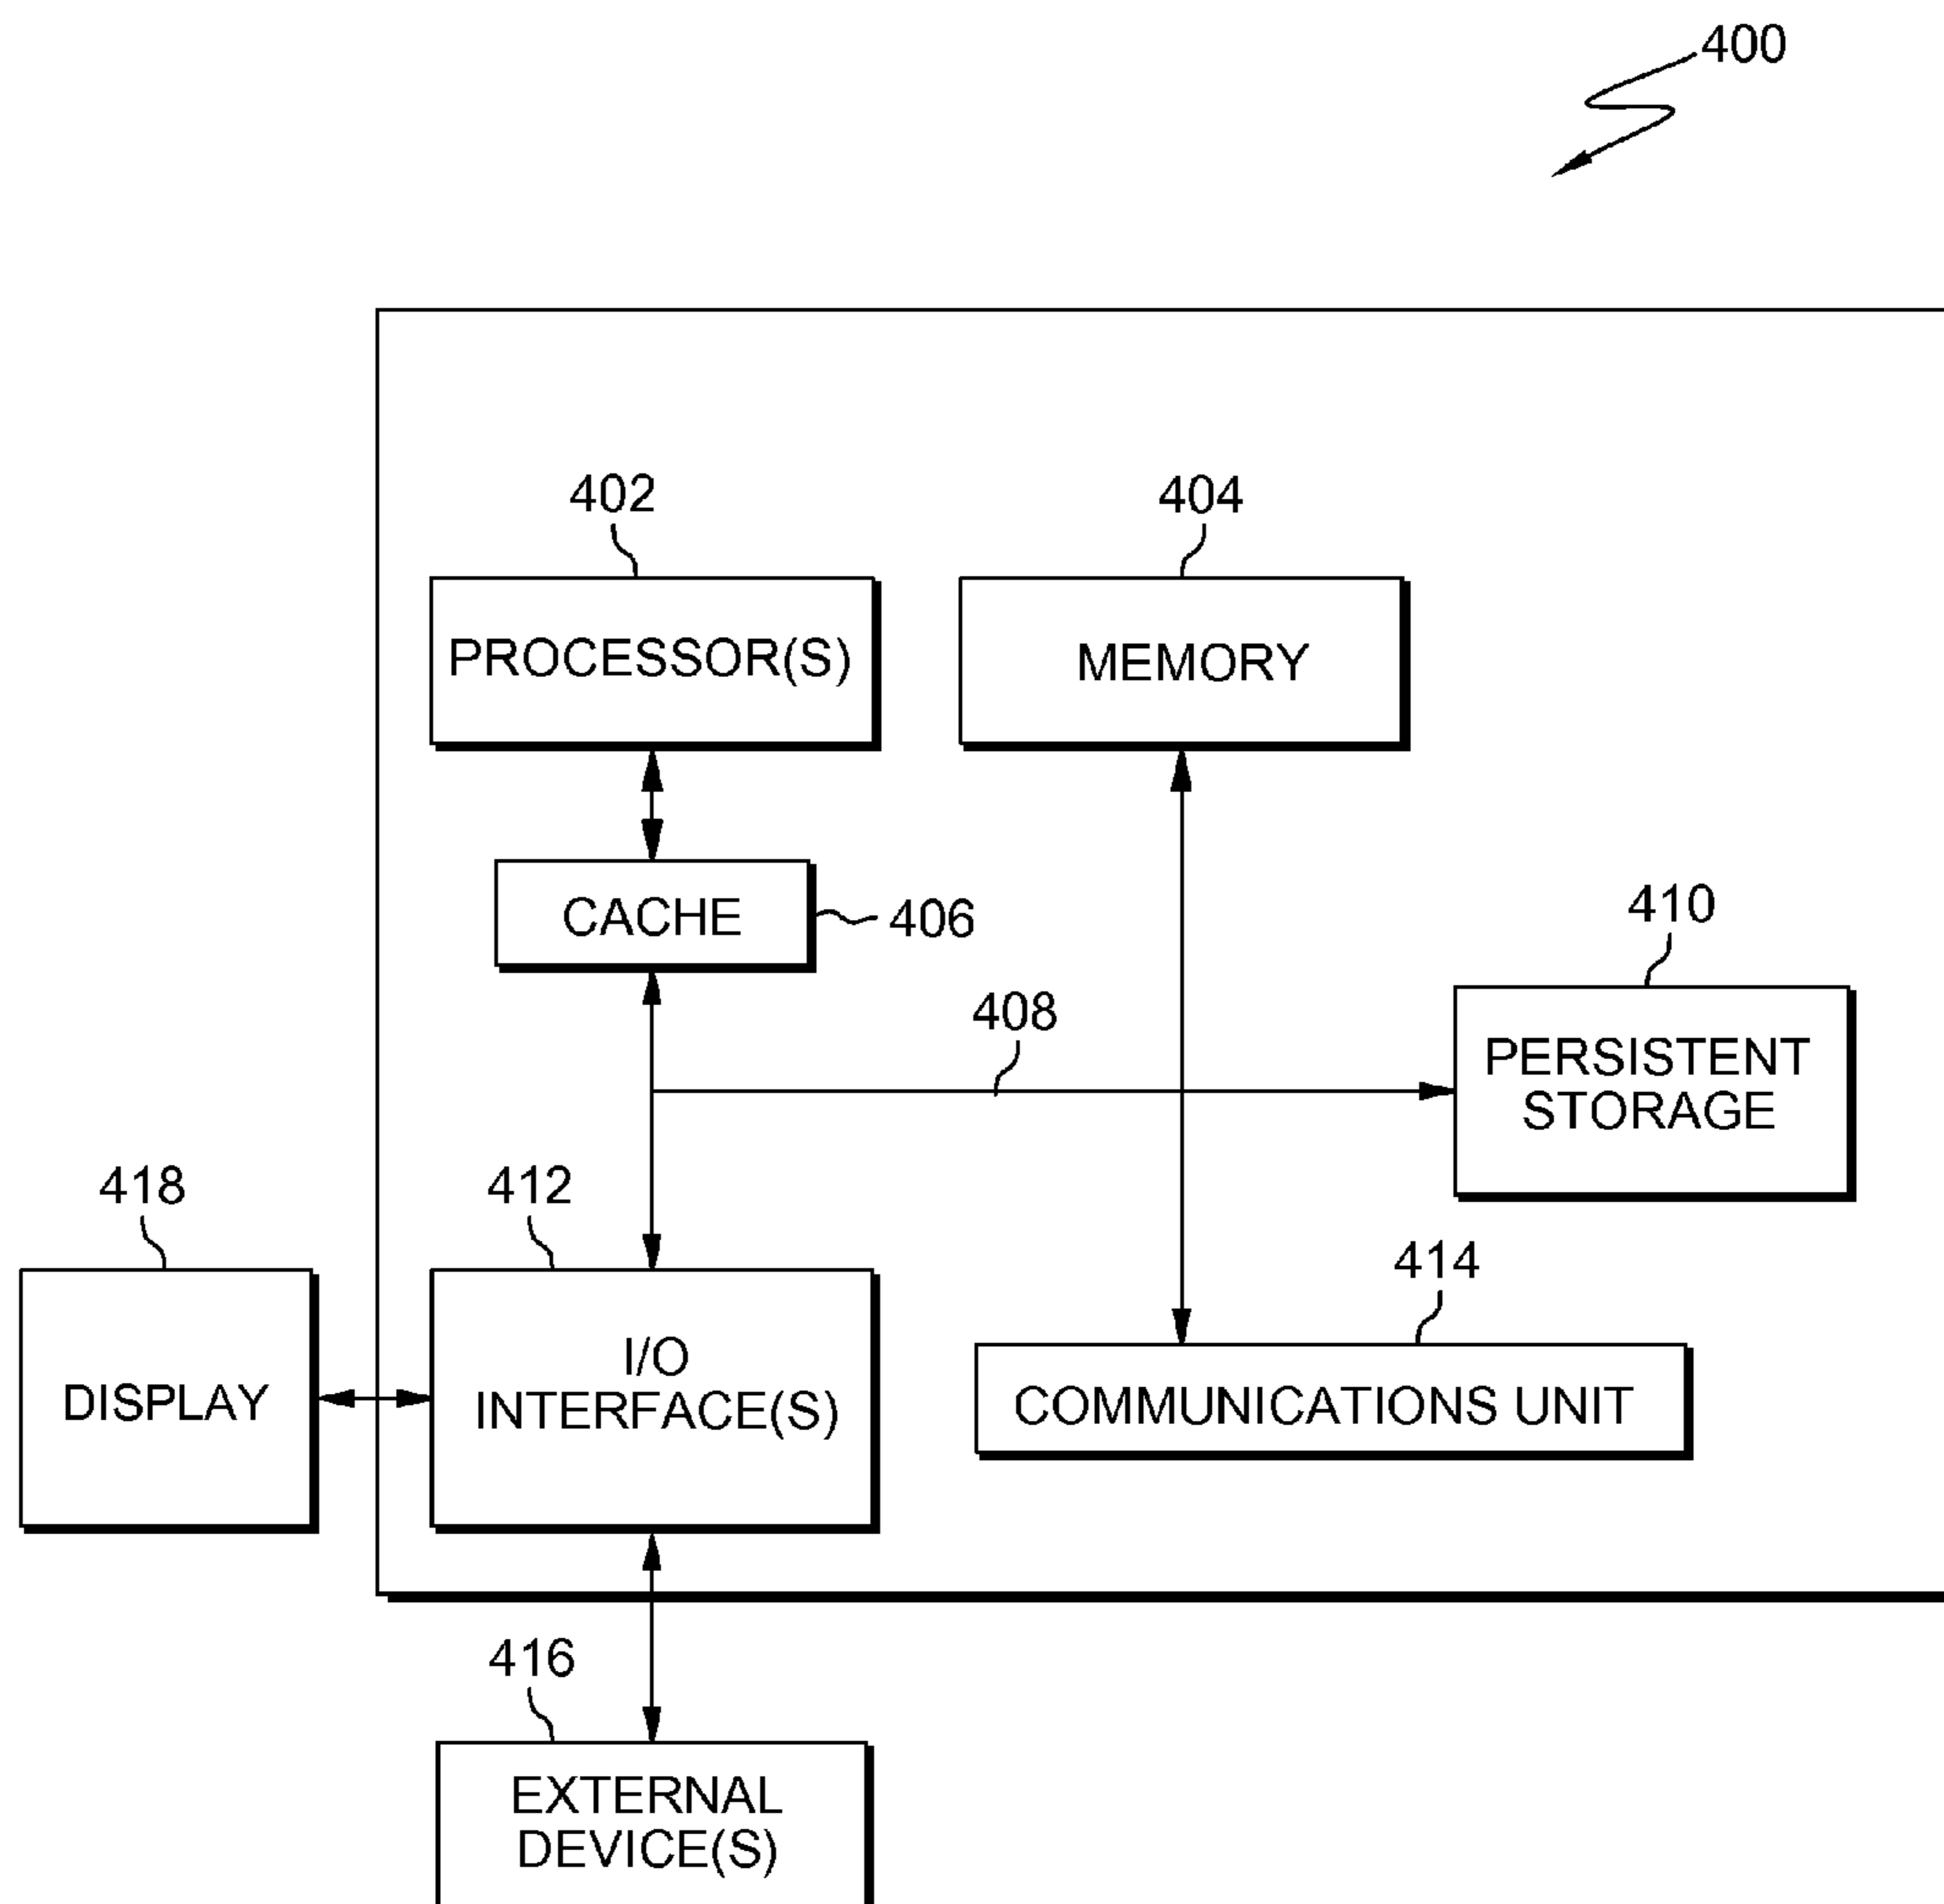 400
402
404
PROCESSOR(S)
MEMORY
CACHE
406
410
408
PERSISTENT
STORAGE
418
412
414
DISPLAY
I/O
INTERFACE(S)
COMMUNICATIONS UNIT
416
EXTERNAL
DEVICE(S)